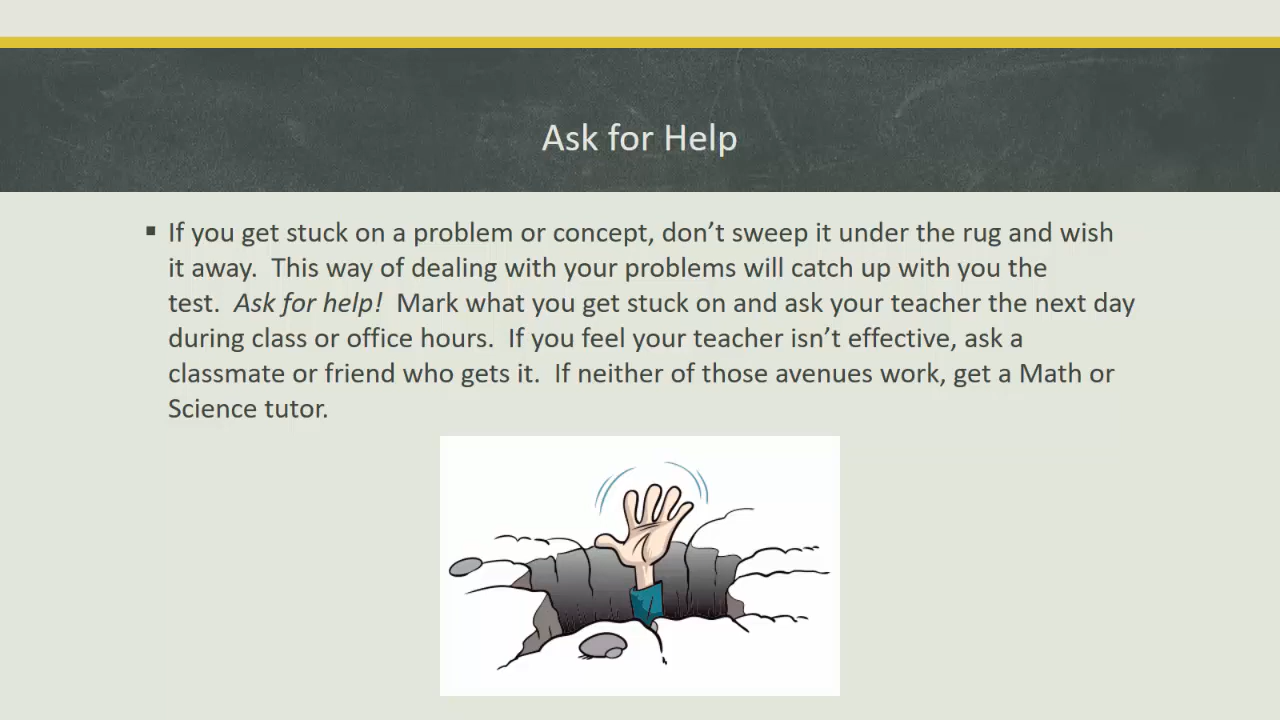 Ask for Help
▪ If you get stuck on a problem or concept, don’t sweep it under the rug and wish
it away.  This way of dealing with your problems will catch up with you the
test.  Ask for help!  Mark what you get stuck on and ask your teacher the next day
during class or office hours.  If you feel your teacher isn’t effective, ask a
classmate or friend who gets it.  If neither of those avenues work, get a Math or
Science tutor.